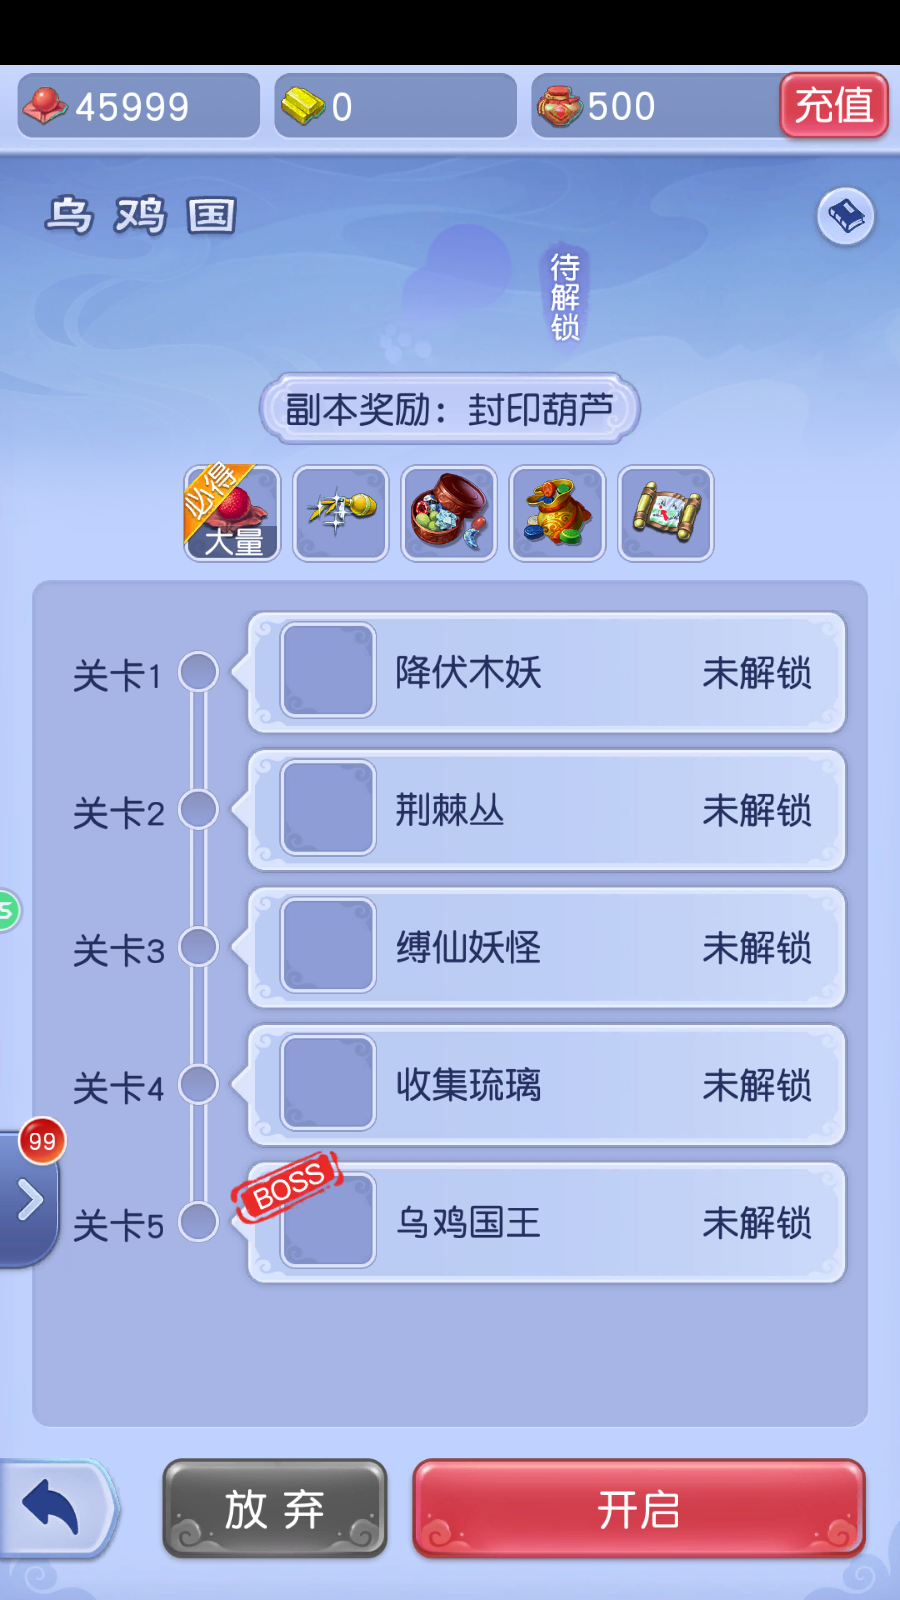 45999
0
500
充值
乌鸡国
待解锁
副本奖励：封印葫芦
必得
大量
关卡1
降伏木妖
未解锁
关卡2
荆棘丛
未解锁
关卡3
缚仙妖怪
未解锁
关卡4
收集琉璃
未解锁
99
BOSS
关卡5
乌鸡国王
未解锁
放弃
开启